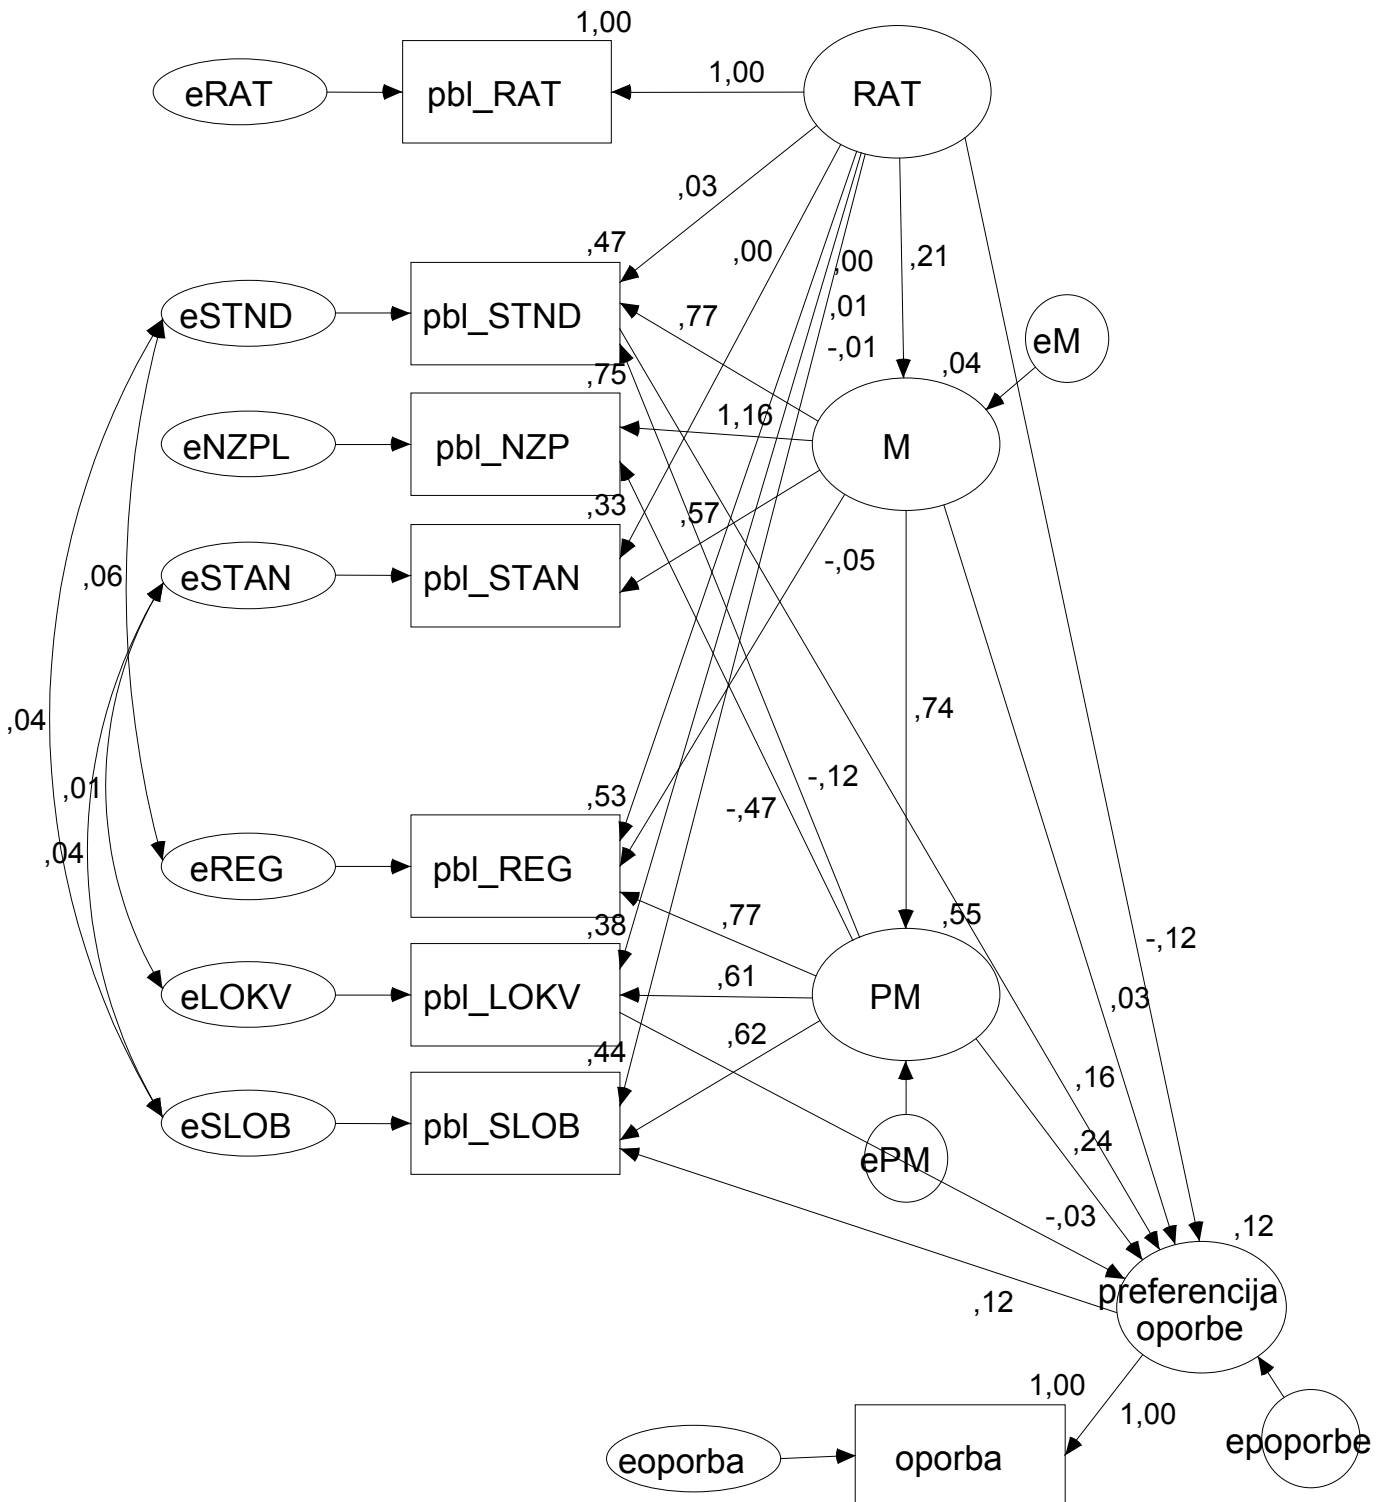 1,00
eRAT
pbl_RAT
1,00
RAT
,03
,47
,00
,00
,21
,01
-,01
eSTND
pbl_STND
,77
eM
,04
,75
eNZPL
pbl_NZP
1,16
M
,33
,57
-,05
,06
eSTAN
pbl_STAN
,74
,04
,01
-,12
-,47
,53
,04
eREG
pbl_REG
,77
,55
-,12
,38
,61
eLOKV
pbl_LOKV
PM
,03
,62
,44
,16
eSLOB
pbl_SLOB
,24
ePM
-,03
,12
preferencija
oporbe
,12
1,00
1,00
eoporba
oporba
epoporbe